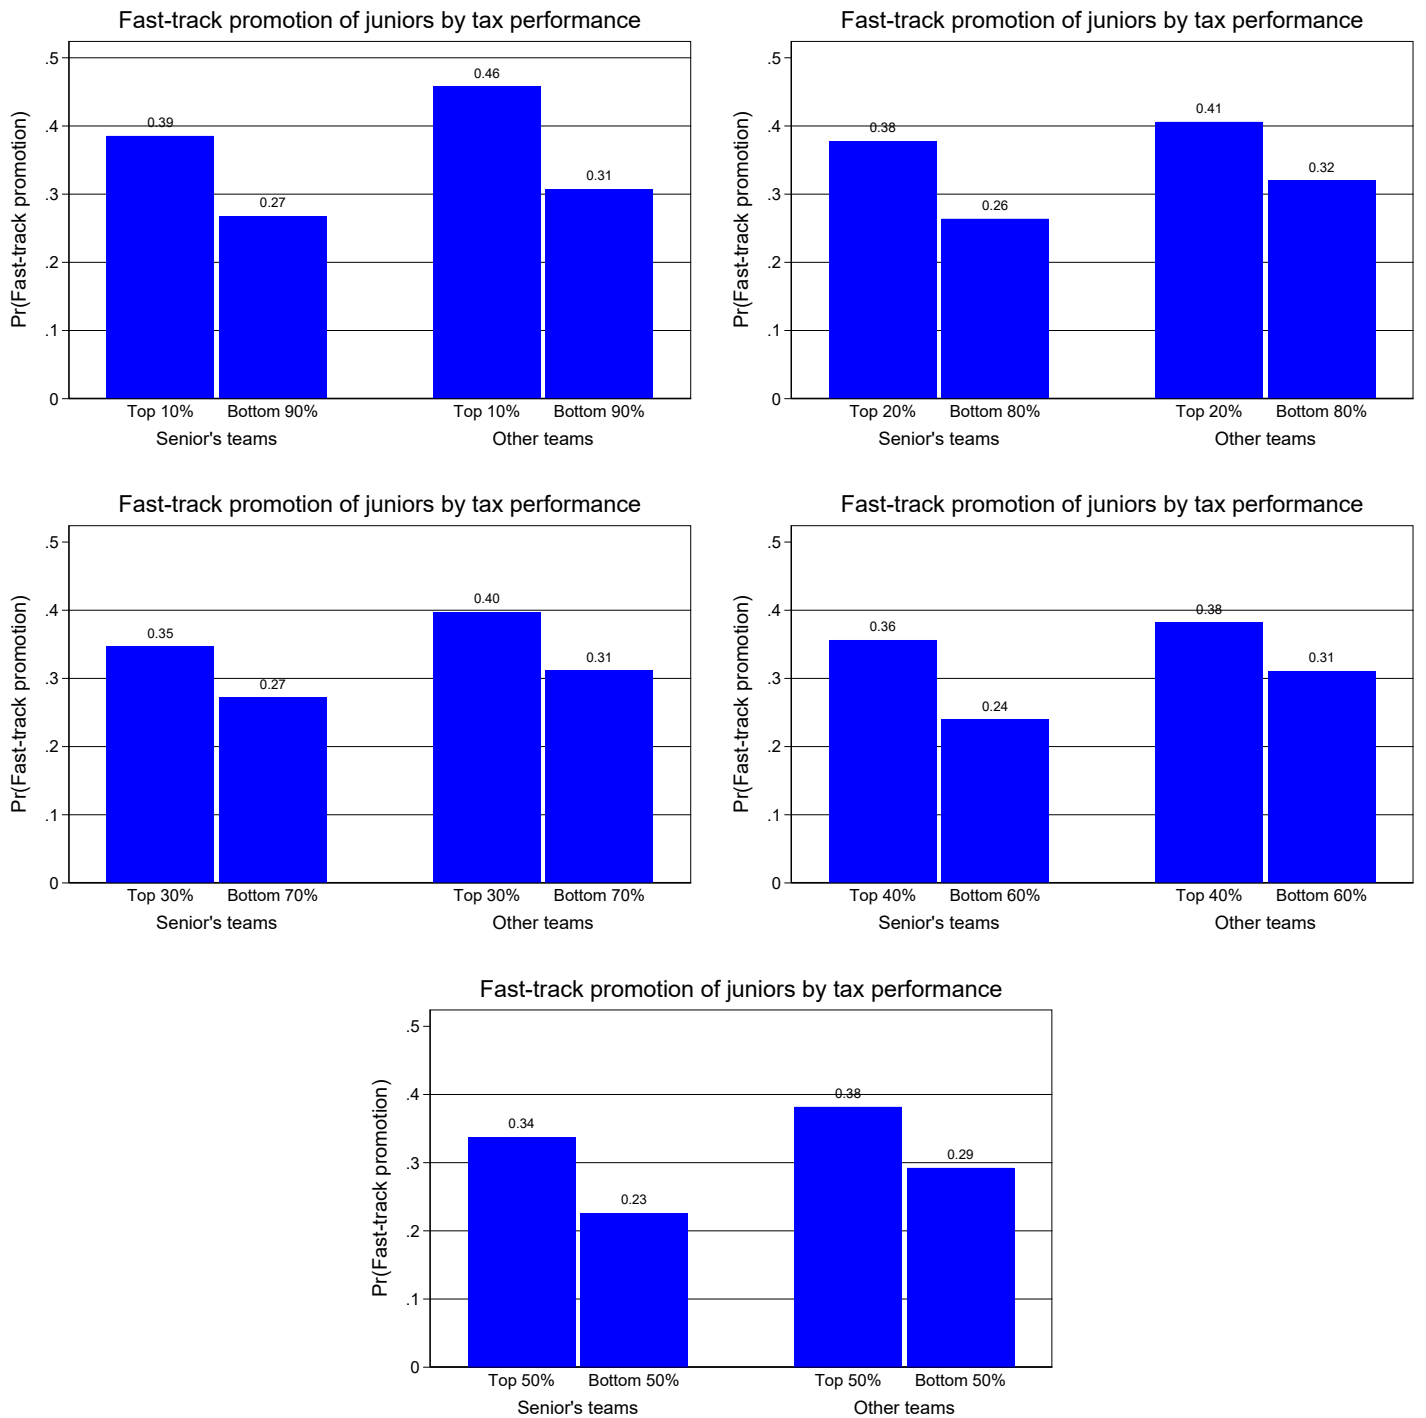 Fast-track promotion of juniors by tax performance
Pr(Fast-track promotion)
.5
.4
.3
.2
.1
0
0.39
0.27
0.46
0.31
Top 10% Bottom 90% Top 10% Bottom 90%
Senior's teams Other teams
Fast-track promotion of juniors by tax performance
Pr(Fast-track promotion)
.5
.4
.3
.2
.1
0
0.38
0.26
0.41
0.32
Top 20% Bottom 80% Top 20% Bottom 80%
Senior's teams Other teams
Fast-track promotion of juniors by tax performance
Pr(Fast-track promotion)
.5
.4
.3
.2
.1
0
0.35
0.27
0.40
0.31
Top 30% Bottom 70% Top 30% Bottom 70%
Senior's teams Other teams
Fast-track promotion of juniors by tax performance
Pr(Fast-track promotion)
.5
.4
.3
.2
.1
0
0.36
0.24
0.38
0.31
Top 40% Bottom 60% Top 40% Bottom 60%
Senior's teams Other teams
Fast-track promotion of juniors by tax performance
Pr(Fast-track promotion)
.5
.4
.3
.2
.1
0
0.34
0.23
0.38
0.29
Top 50% Bottom 50% Top 50% Bottom 50%
Senior's teams Other teams